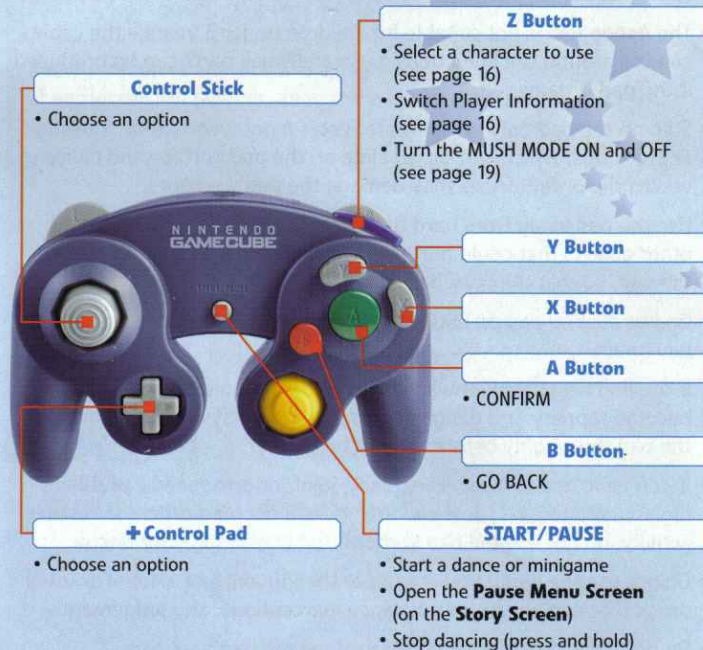 Z Button
• Select a character to use
(see page 16)
• Switch Player Information
(see page 16)
• Turn the MUSH MODE ON and OFF
(see page 19)
Control Stick
• Choose an option
NINTENDO
GAMECUBE
Y Button
X Button
A Button
• CONFIRM
B Button
• GO BACK
+Control Pad
• Choose an option
START/PAUSE
• Start a dance or minigame
• Open the Pause Menu Screen
(on the Story Screen)
• Stop dancing (press and hold)